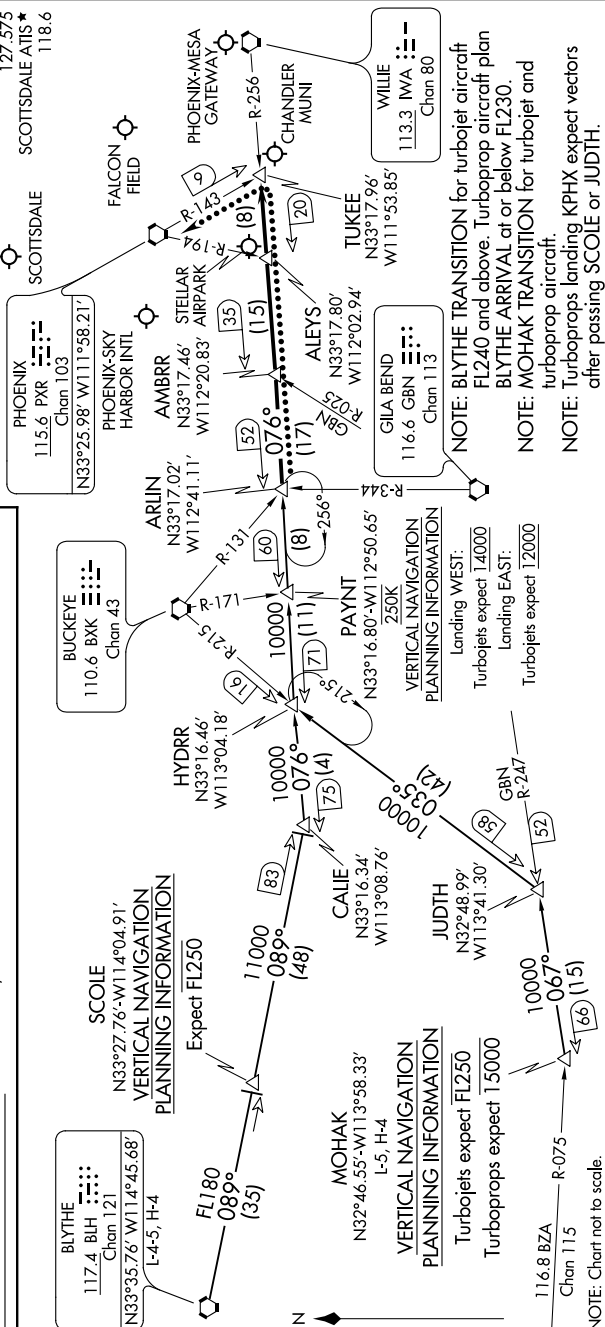 127.575
SCOTTSDALE ATIS★
118.6
SCOTTSDALE
FALCON
FIELD
PHOENIX-MESA
GATEWAY
CHANDLER
MUNI
R-256
WILLIE
113.3 IWA
Chan 80
PHOENIX
115.6 PXR
Chan 103
N33°25.98' W111°58.21'
PHOENIX-SKY
HARBOR INTL
STELLAR
AIRPARK
R-143
9
R-194
(8)
20
TUKEE
N33°17.96'
W111°53.85'
ALEYS
N33°17.80'
W112°02.94'
(15)
35
AMBRR
N33°17.46'
W112°20.83'
GBN
R-025
076°
(17)
52
ARLIN
N33°17.02'
W112°41.11'
GILA BEND
116.6 GBN
Chan 113
R-344
256°
(8)
60
BUCKEYE
110.6 BXK
Chan 43
R-131
R-171
R-215
16
PAYNT
N33°16.80'-W112°50.65'
250K
VERTICAL NAVIGATION
PLANNING INFORMATION
Landing WEST:
Turbojets expect 14000
Landing EAST:
Turbojets expect 12000
10000
(11)
71
215°
HYDRR
N33°16.46'
W113°04.18'
10000
076°
(4)
75
CALIE
N33°16.34'
W113°08.76'
83
11000
089°
(48)
SCOLE
N33°27.76'-W114°04.91'
VERTICAL NAVIGATION
PLANNING INFORMATION
Expect FL250
FL180
089°
(35)
BLYTHE
117.4 BLH
Chan 121
N33°35.76' W114°45.68'
L-4-5, H-4
10000
035°
(42)
58
GBN
R-247
52
JUDTH
N32°48.99'
W113°41.30'
10000
067°
(15)
66
MOHAK
N32°46.55'-W113°58.33'
L-5, H-4
VERTICAL NAVIGATION
PLANNING INFORMATION
Turbojets expect FL250
Turboprops expect 15000
R-075
116.8 BZA
Chan 115
N
NOTE: Chart not to scale.
NOTE: BLYTHE TRANSITION for turbojet aircraft
FL240 and above. Turboprop aircraft plan
BLYTHE ARRIVAL at or below FL230.
NOTE: MOHAK TRANSITION for turbojet and
turboprop aircraft.
NOTE: Turboprops landing KPHX expect vectors
after passing SCOLE or JUDTH.